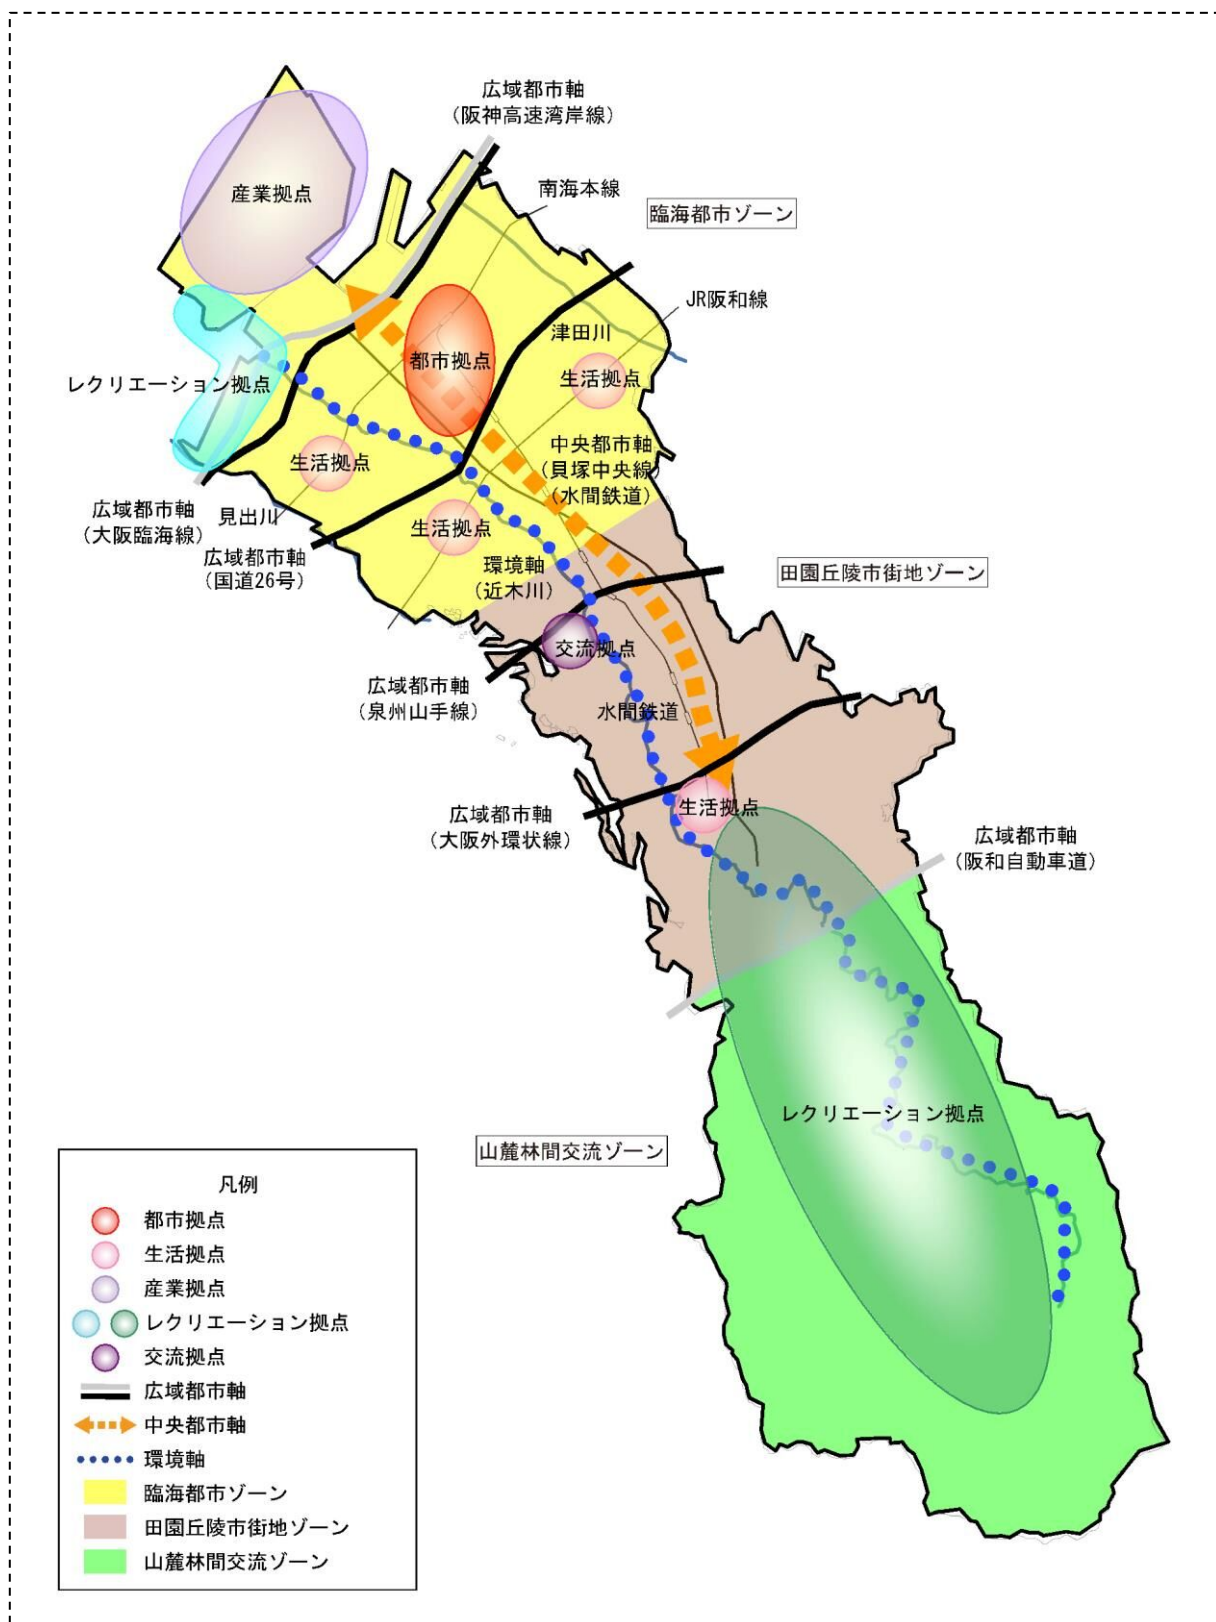 広域都市軸
（阪神高速湾岸線）
南海本線
産業拠点
臨海都市ゾーン
JR阪和線
津田川
都市拠点
生活拠点
レクリエーション拠点
中央都市軸
（貝塚中央線）
（水間鉄道）
生活拠点
広域都市軸
（大阪臨海線）
見出川
生活拠点
広域都市軸
（国道26号）
環境軸
（近木川）
田園丘陵市街地ゾーン
交流拠点
広域都市軸
（泉州山手線）
水間鉄道
生活拠点
広域都市軸
（大阪外環状線）
広域都市軸
（阪和自動車道）
レクリエーション拠点
山麓林間交流ゾーン
凡例
都市拠点
生活拠点
産業拠点
レクリエーション拠点
交流拠点
広域都市軸
中央都市軸
環境軸
臨海都市ゾーン
田園丘陵市街地ゾーン
山麓林間交流ゾーン